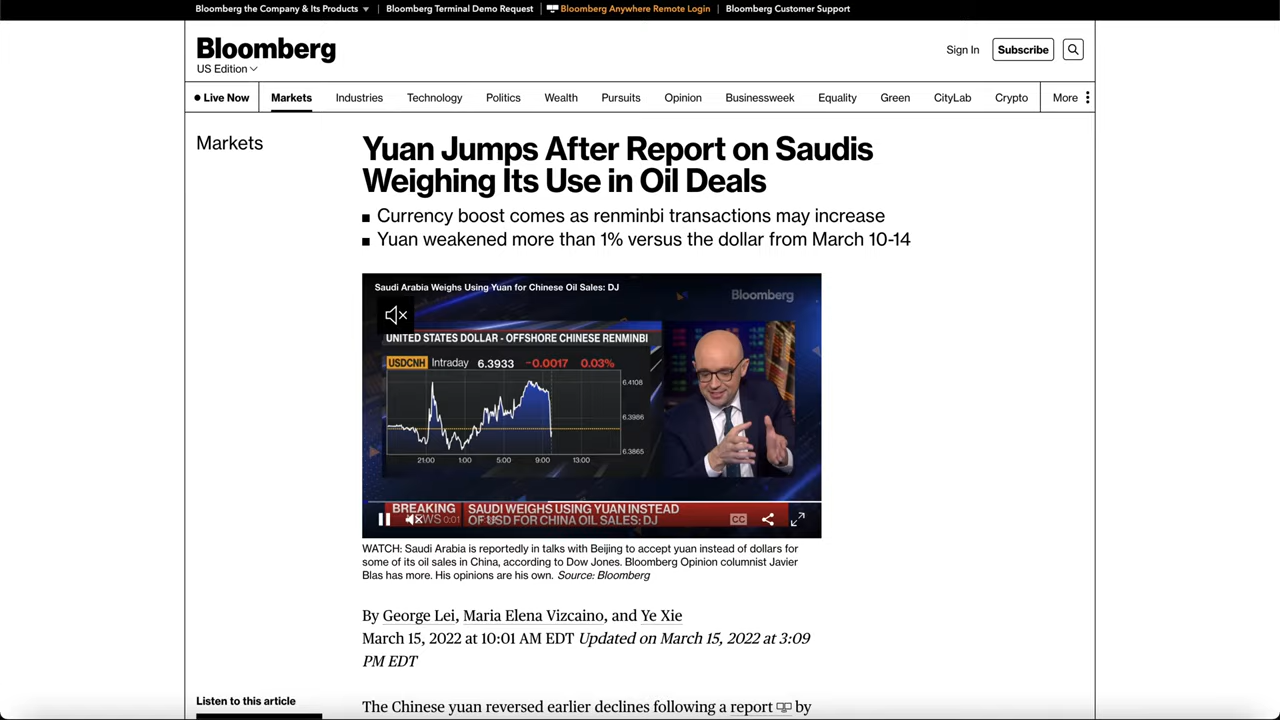 Bloomberg the Company & Its Products ▼ | Bloomberg Terminal Demo Request | Bloomberg Anywhere Remote Login | Bloomberg Customer Support
Bloomberg
US Edition
Sign In Subscribe
Live Now Markets Industries Technology Politics Wealth Pursuits Opinion Businessweek Equality Green CityLab Crypto More
Markets
Yuan Jumps After Report on Saudis
Weighing Its Use in Oil Deals
■ Currency boost comes as renminbi transactions may increase
■ Yuan weakened more than 1% versus the dollar from March 10-14
Saudi Arabia Weighs Using Yuan for Chinese Oil Sales: DJ
Bloomberg
UNITED STATES DOLLAR - OFFSHORE CHINESE RENMINBI
USDCNH Intraday 6.3933 -0.0017 0.03%
6.4108
6.3986
6.3865
21:00 1:00 5:00 9:00 13:00
BREAKING
NEWS 0:01
SAUDI WEIGHS USING YUAN INSTEAD
OF USD FOR CHINA OIL SALES: DJ
CC
WATCH: Saudi Arabia is reportedly in talks with Beijing to accept yuan instead of dollars for
some of its oil sales in China, according to Dow Jones. Bloomberg Opinion columnist Javier
Blas has more. His opinions are his own. Source: Bloomberg
By George Lei, Maria Elena Vizcaino, and Ye Xie
March 15, 2022 at 10:01 AM EDT Updated on March 15, 2022 at 3:09
PM EDT
Listen to this article
The Chinese yuan reversed earlier declines following a report by